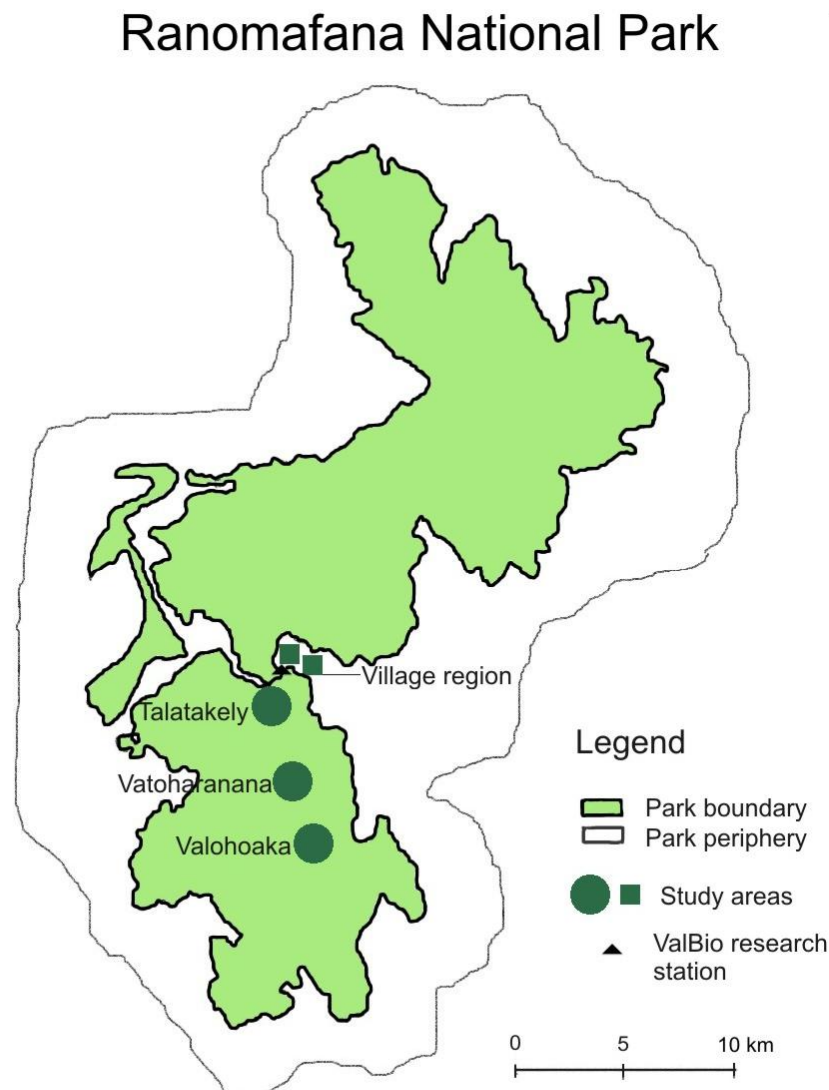 Ranomafana National Park
Village region
Talatakely
Vatoharanana
Valohoaka
Legend
Park boundary
Park periphery
Study areas
ValBio research
station
0 5 10 km